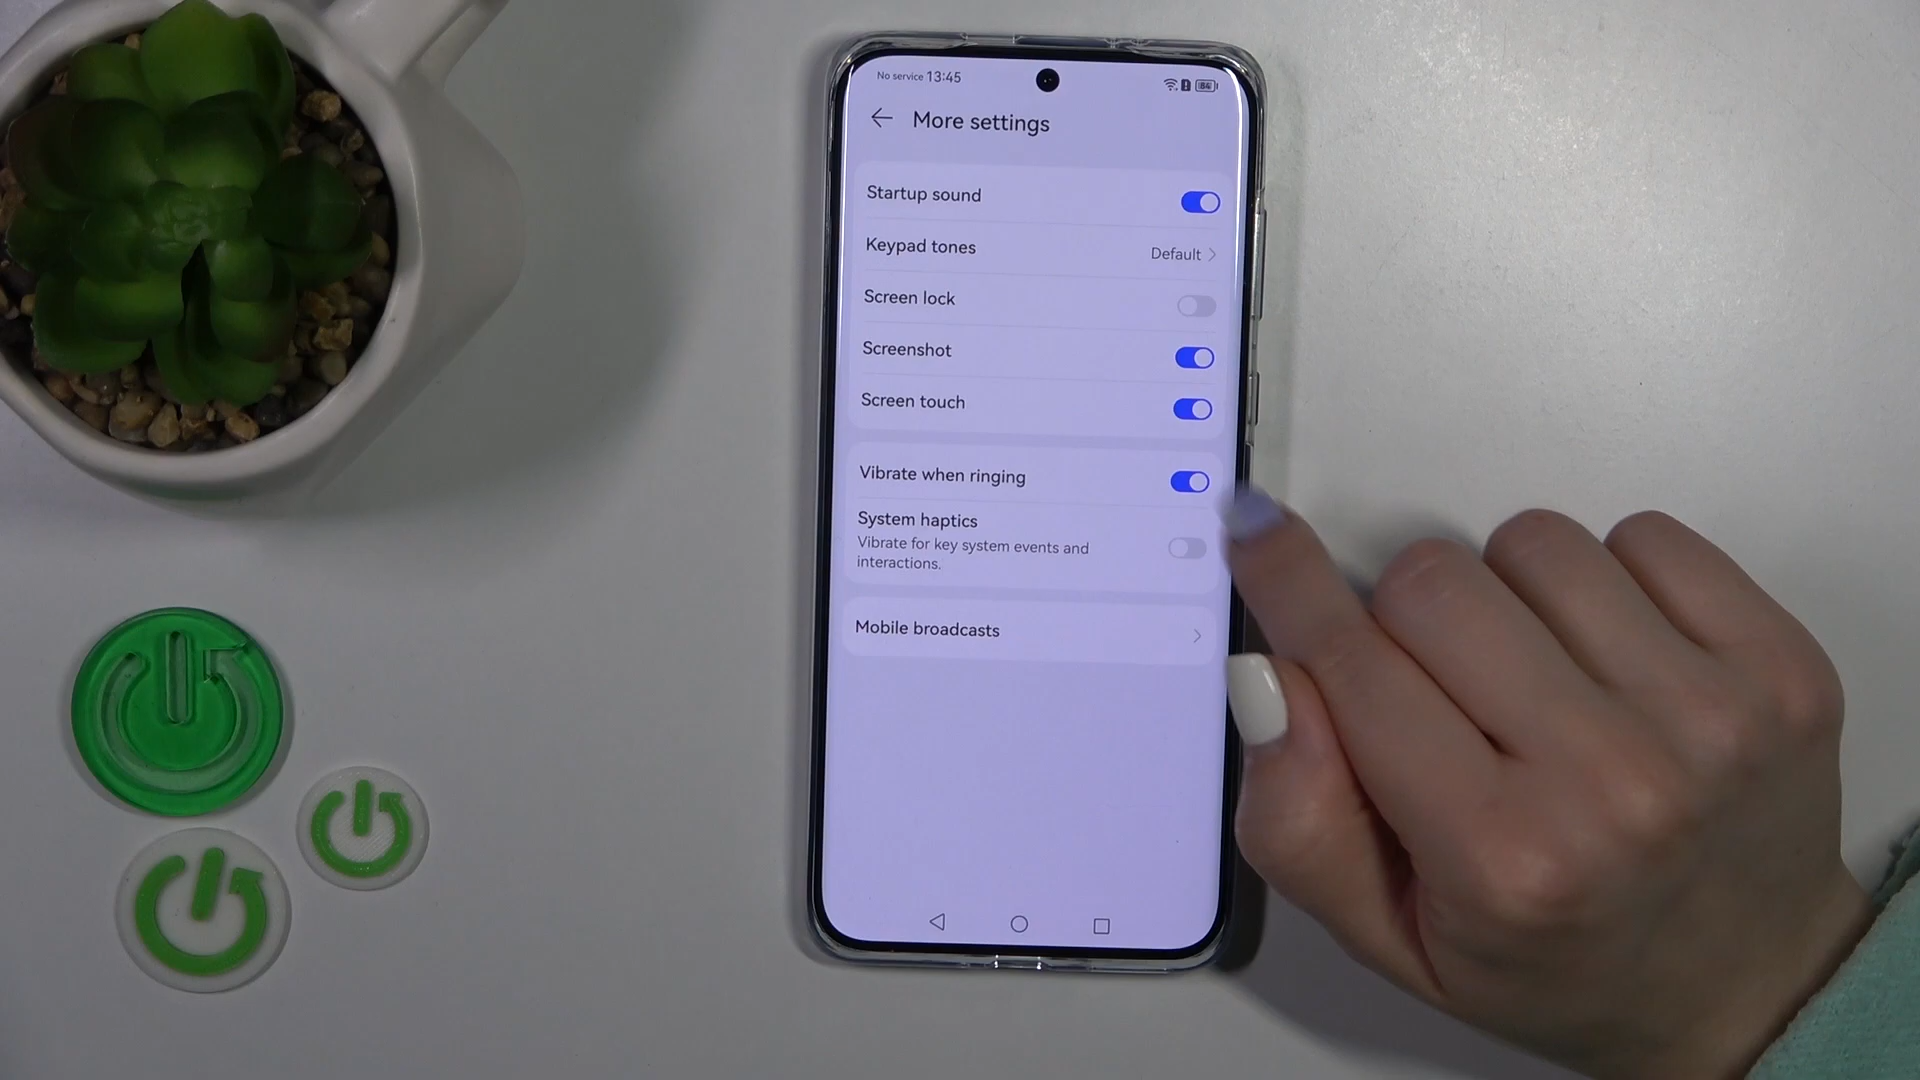 No service 13:45
84
More settings
Startup sound
Keypad tones
Default
Screen lock
Screenshot
Screen touch
Vibrate when ringing
System haptics
Vibrate for key system events and
interactions.
Mobile broadcasts